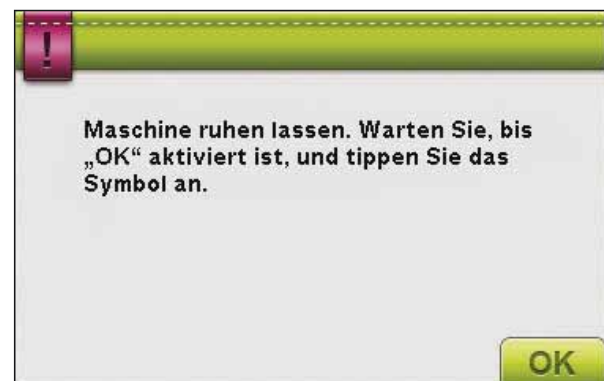 !
Maschine ruhen lassen. Warten Sie, bis
„OK“ aktiviert ist, und tippen Sie das
Symbol an.
OK